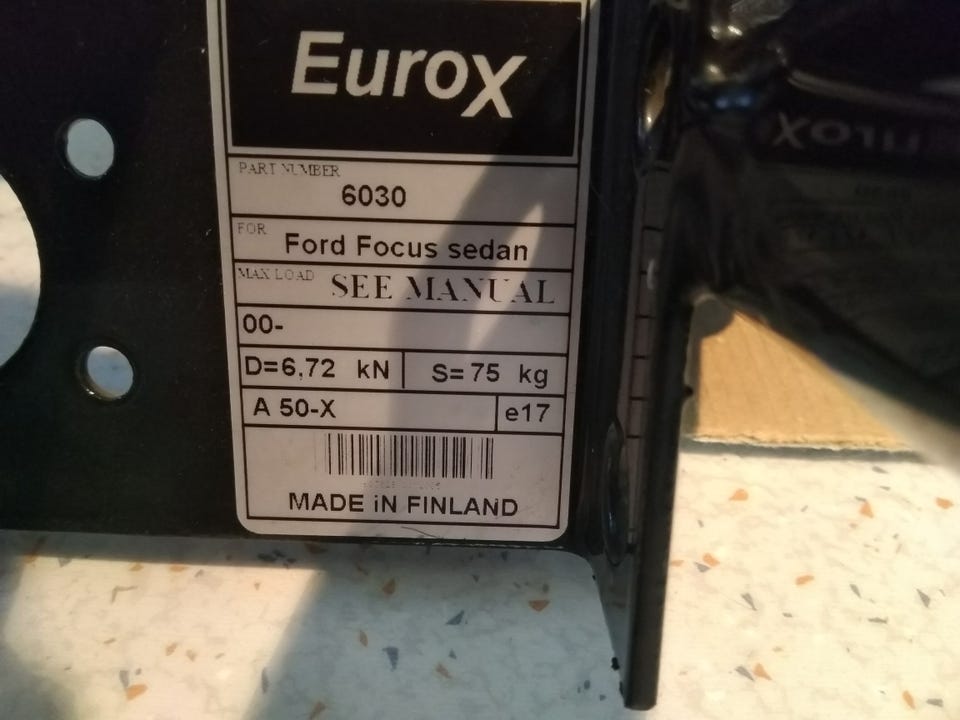 EuroX
PART NUMBER
6030
FOR
Ford Focus sedan
MAX LOAD SEE MANUAL
00-
D=6,72 kN S=75 kg
A 50-X e17
MADE iN FINLAND